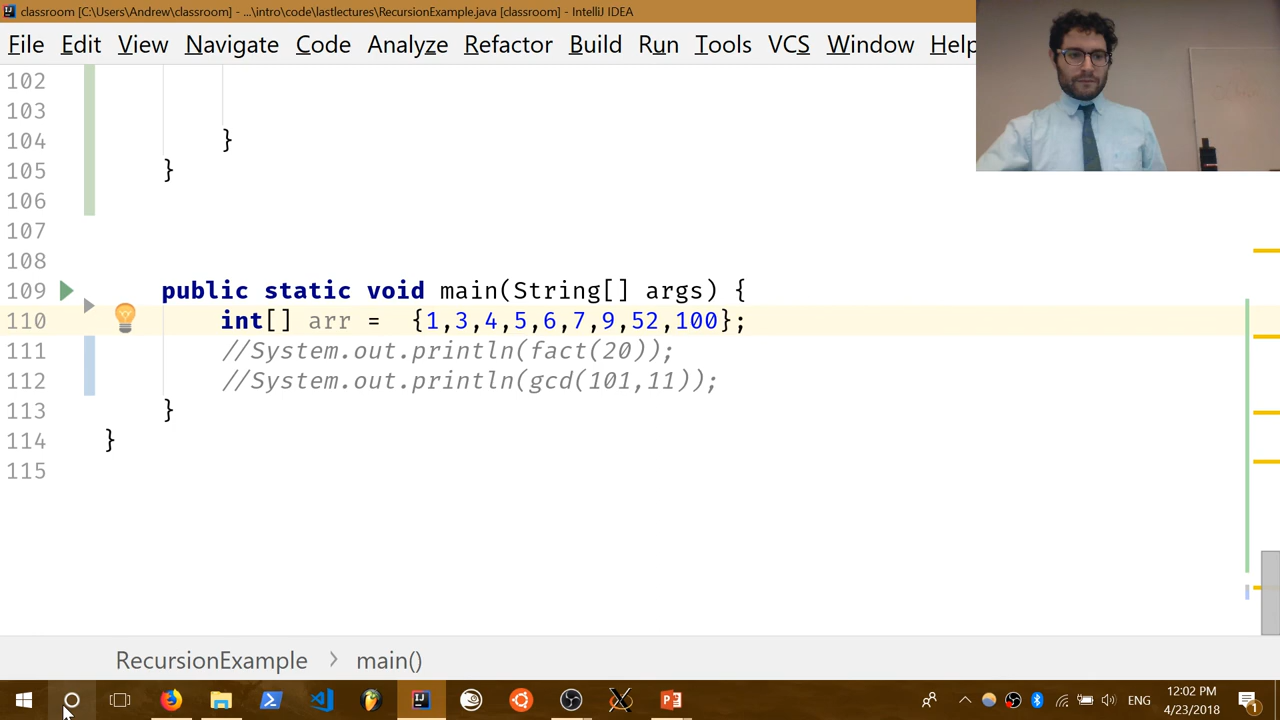 classroom [C:\Users\Andrew\classroom] - ...\intro\code\lastlectures\RecursionExample.java [classroom] - IntelliJ IDEA
File Edit View Navigate Code Analyze Refactor Build Run Tools VCS Window Help
102
103
104 }
105 }
106
107
108
109 public static void main(String[] args) {
110 int[] arr = {1,3,4,5,6,7,9,52,100};
111 //System.out.println(fact(20));
112 //System.out.println(gcd(101,11));
113 }
114 }
115
RecursionExample > main()
ENG
12:02 PM
4/23/2018
1